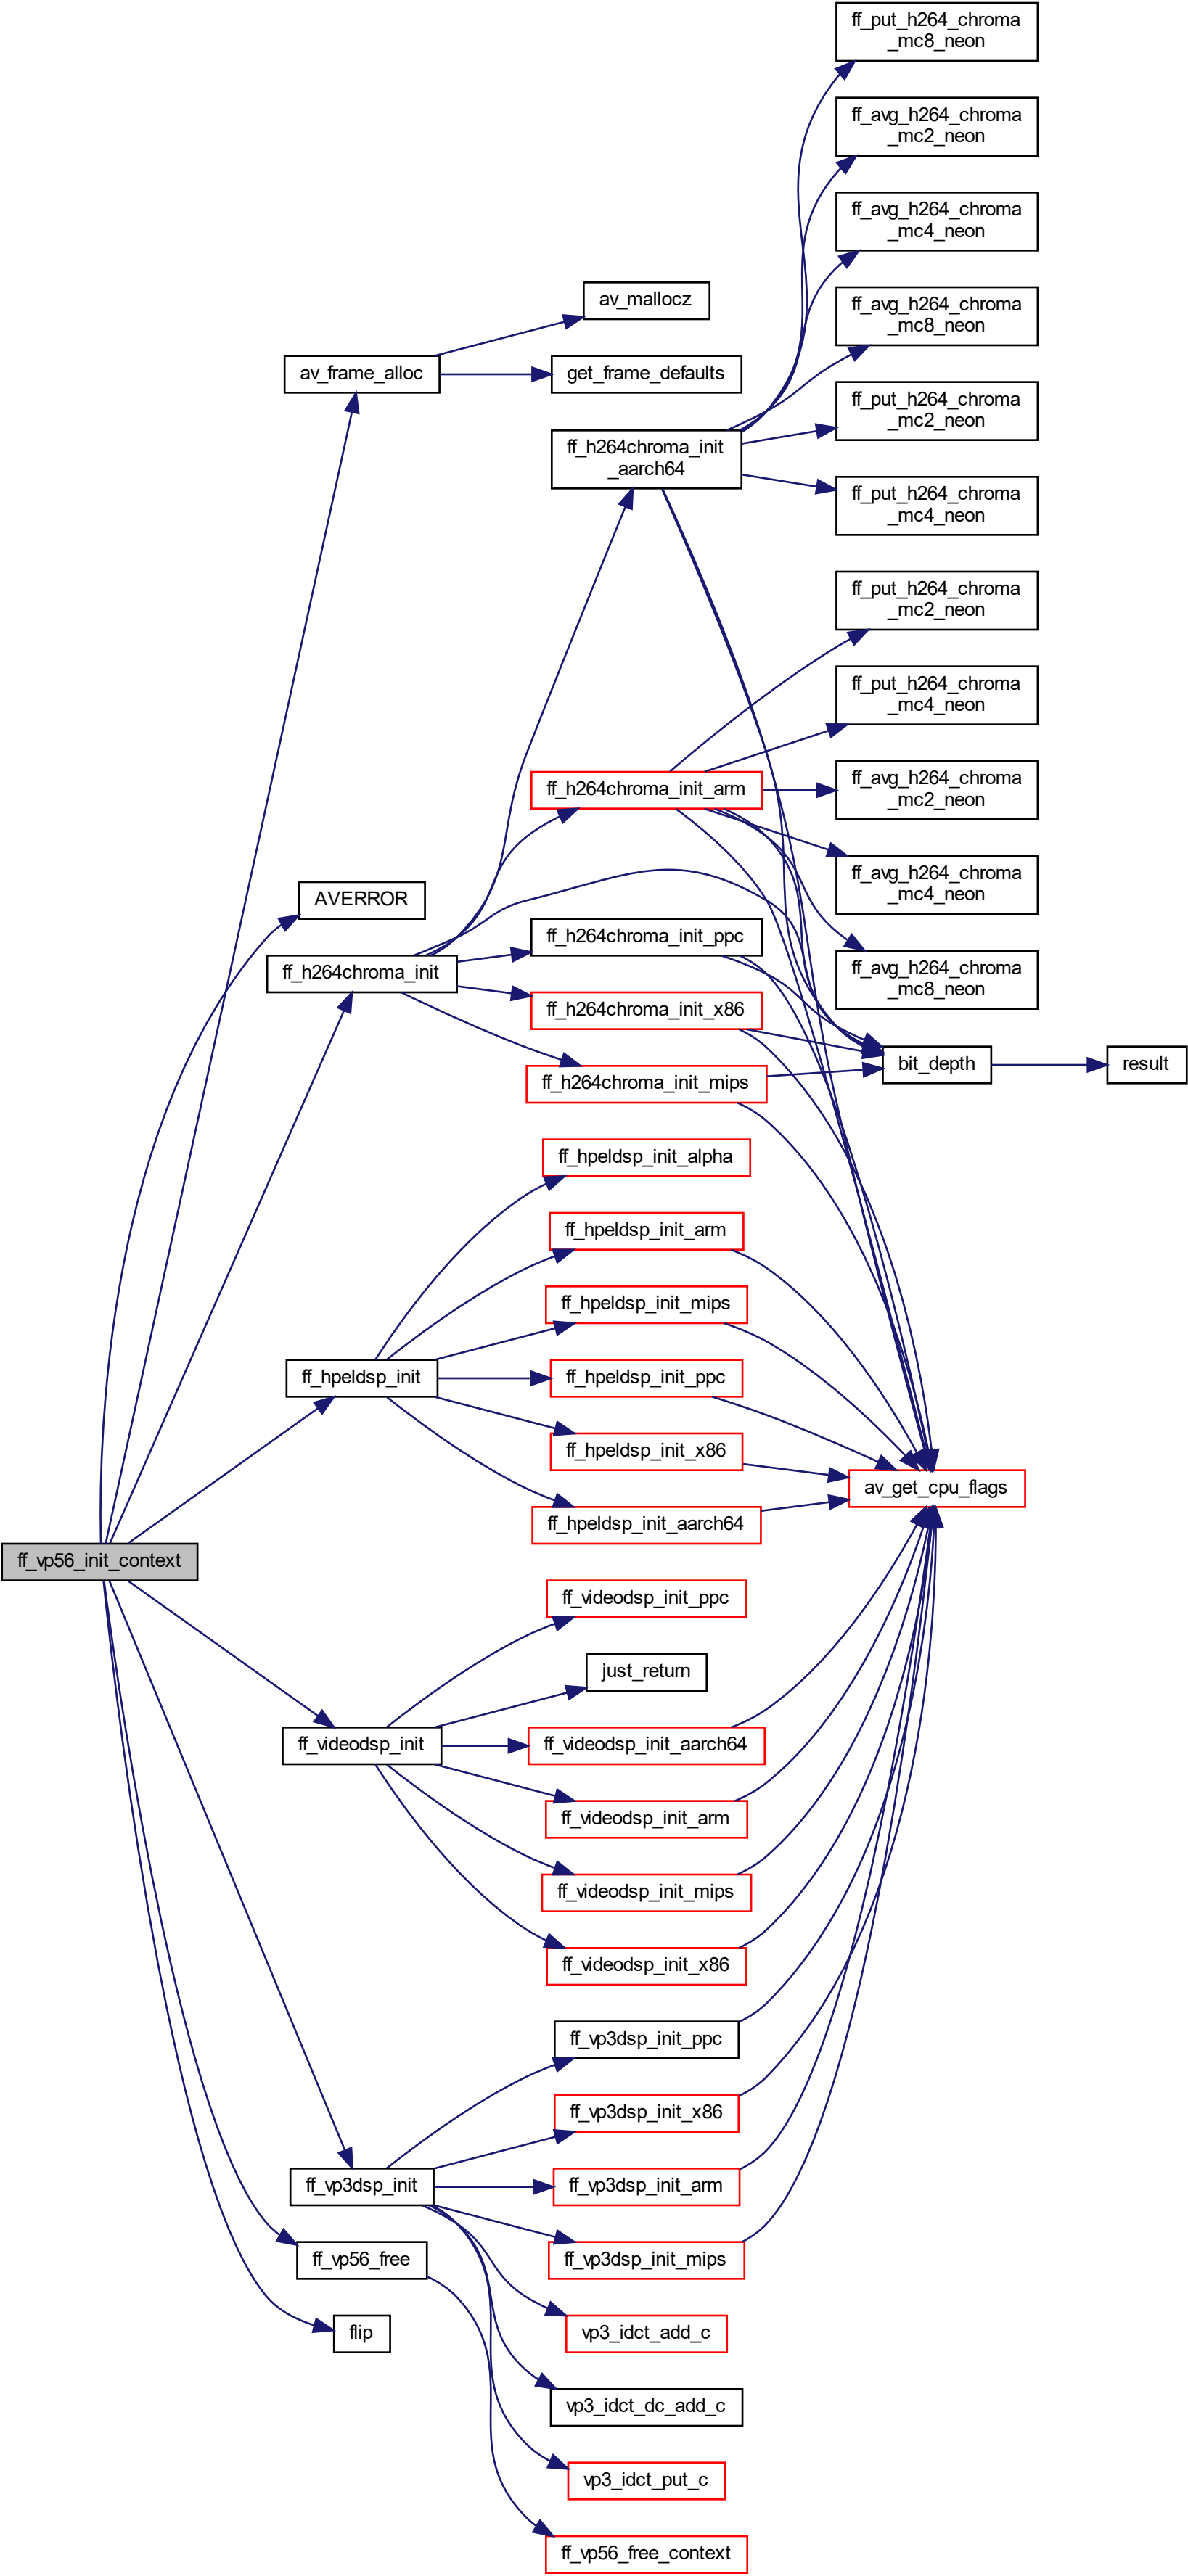 ff_put_h264_chroma
_mc8_neon
ff_avg_h264_chroma
_mc2_neon
ff_avg_h264_chroma
_mc4_neon
av_mallocz
ff_avg_h264_chroma
_mc8_neon
av_frame_alloc
get_frame_defaults
ff_put_h264_chroma
_mc2_neon
ff_h264chroma_init
_aarch64
ff_put_h264_chroma
_mc4_neon
ff_put_h264_chroma
_mc2_neon
ff_put_h264_chroma
_mc4_neon
ff_h264chroma_init_arm
ff_avg_h264_chroma
_mc2_neon
ff_avg_h264_chroma
_mc4_neon
AVERROR
ff_h264chroma_init_ppc
ff_avg_h264_chroma
_mc8_neon
ff_h264chroma_init
ff_h264chroma_init_x86
bit_depth
result
ff_h264chroma_init_mips
ff_hpeldsp_init_alpha
ff_hpeldsp_init_arm
ff_hpeldsp_init_mips
ff_hpeldsp_init
ff_hpeldsp_init_ppc
ff_hpeldsp_init_x86
av_get_cpu_flags
ff_hpeldsp_init_aarch64
ff_vp56_init_context
ff_videodsp_init_ppc
just_return
ff_videodsp_init
ff_videodsp_init_aarch64
ff_videodsp_init_arm
ff_videodsp_init_mips
ff_videodsp_init_x86
ff_vp3dsp_init_ppc
ff_vp3dsp_init_x86
ff_vp3dsp_init
ff_vp3dsp_init_arm
ff_vp56_free
ff_vp3dsp_init_mips
flip
vp3_idct_add_c
vp3_idct_dc_add_c
vp3_idct_put_c
ff_vp56_free_context